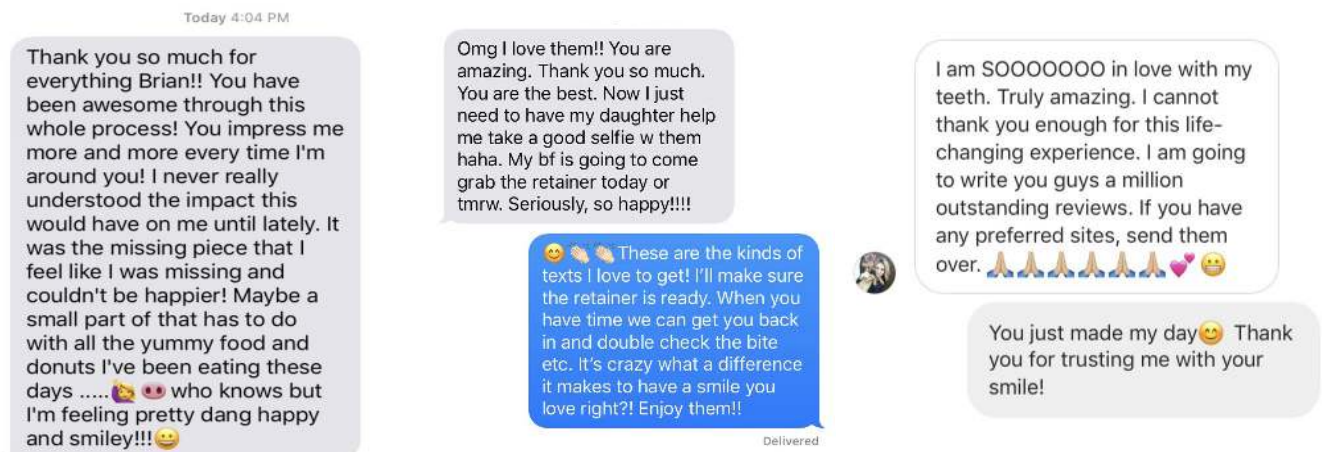 Today 4:04 PM
Thank you so much for
everything Brian!! You have
been awesome through this
whole process! You impress me
more and more every time I'm
around you! I never really
understood the impact this
would have on me until lately. It
was the missing piece that I
feel like I was missing and
couldn't be happier! Maybe a
small part of that has to do
with all the yummy food and
donuts I've been eating these
days .....🙋🐽 who knows but
I'm feeling pretty dang happy
and smiley!!!😀
Omg I love them!! You are
amazing. Thank you so much.
You are the best. Now I just
need to have my daughter help
me take a good selfie w them
haha. My bf is going to come
grab the retainer today or
tmrw. Seriously, so happy!!!!
😊👏🏻👏🏻These are the kinds of
texts I love to get! I'll make sure
the retainer is ready. When you
have time we can get you back
in and double check the bite
etc. It's crazy what a difference
it makes to have a smile you
love right?! Enjoy them!!
Delivered
I am SOOOOOOO in love with my
teeth. Truly amazing. I cannot
thank you enough for this life-
changing experience. I am going
to write you guys a million
outstanding reviews. If you have
any preferred sites, send them
over. 🙏🏼🙏🏼🙏🏼🙏🏼🙏🏼🙏🏼💕😬
You just made my day😊 Thank
you for trusting me with your
smile!